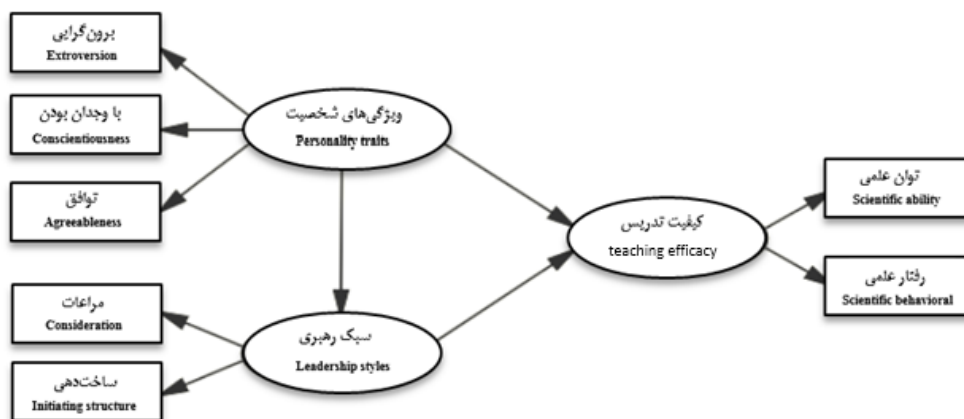 برون‌گرایی
Extroversion
با وجدان بودن
Conscientiousness
توافق
Agreeableness
ویژگی‌های شخصیت
Personality traits
کیفیت تدریس
teaching efficacy
توان علمی
Scientific ability
رفتار علمی
Scientific behavioral
مراعات
Consideration
ساخت‌دهی
Initiating structure
سبک رهبری
Leadership styles